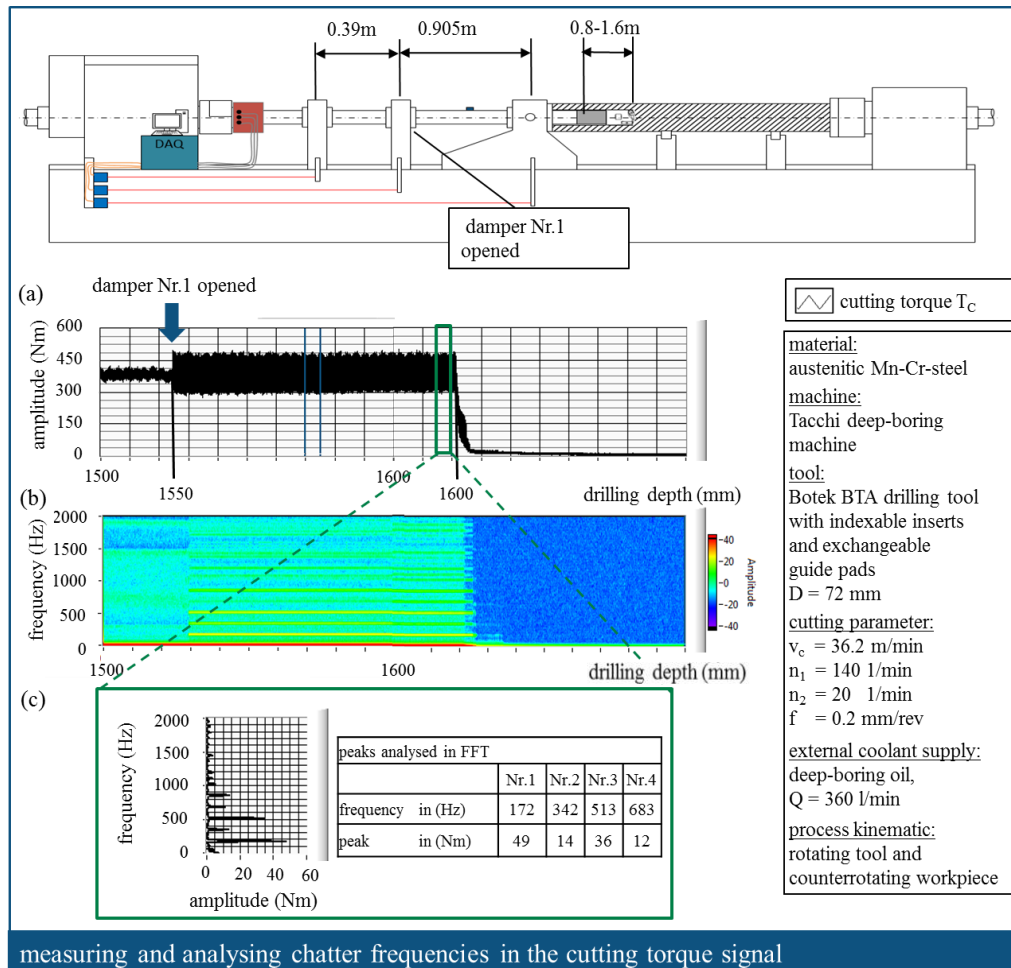 0.39m
0.905m
0.8-1.6m
DAQ
damper Nr.1
opened
damper Nr.1 opened
(a)
amplitude (Nm)
600
450
300
150
0
1500
1600
1550
1600
drilling depth (mm)
(b)
frequency (Hz)
2000
1500
1000
500
0
1500
1600
drilling depth (mm)
40
20
0
-20
-40
Amplitude
(c)
frequency (Hz)
2000
1500
1000
500
0
0 20 40 60
amplitude (Nm)
peaks analysed in FFT
Nr.1 Nr.2 Nr.3 Nr.4
frequency in (Hz) 172 342 513 683
peak in (Nm) 49 14 36 12
cutting torque T_C
material:
austenitic Mn-Cr-steel
machine:
Tacchi deep-boring
machine
tool:
Botek BTA drilling tool
with indexable inserts
and exchangeable
guide pads
D = 72 mm
cutting parameter:
v_c = 36.2 m/min
n_1 = 140 1/min
n_2 = 20 1/min
f = 0.2 mm/rev
external coolant supply:
deep-boring oil,
Q = 360 l/min
process kinematic:
rotating tool and
counterrotating workpiece
measuring and analysing chatter frequencies in the cutting torque signal